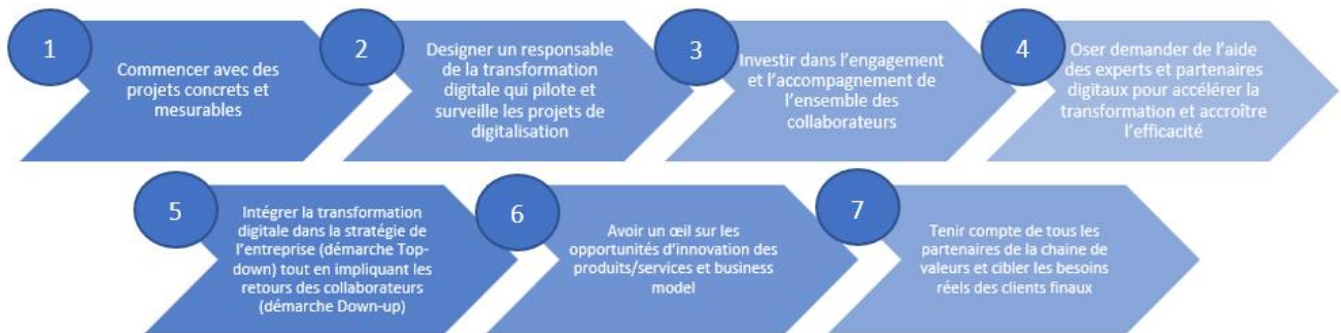 1
Commencer avec des
projets concrets et
mesurables
2
Designer un responsable
de la transformation
digitale qui pilote et
surveille les projets de
digitalisation
3
Investir dans l'engagement
et l'accompagnement de
l'ensemble des
collaborateurs
4
Oser demander de l'aide
des experts et partenaires
digitaux pour accélérer la
transformation et accroître
l'efficacité
5
Intégrer la transformation
digitale dans la stratégie de
l'entreprise (démarche Top-
down) tout en impliquant les
retours des collaborateurs
(démarche Down-up)
6
Avoir un œil sur les
opportunités d'innovation des
produits/services et business
model
7
Tenir compte de tous les
partenaires de la chaine de
valeurs et cibler les besoins
réels des clients finaux